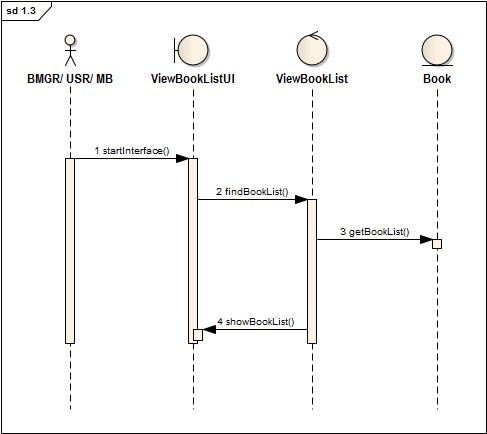 sd 1.3
BMGR/ USR/ MB
ViewBookListUI
ViewBookList
Book
1 startInterface()
2 findBookList()
3 getBookList()
4 showBookList()